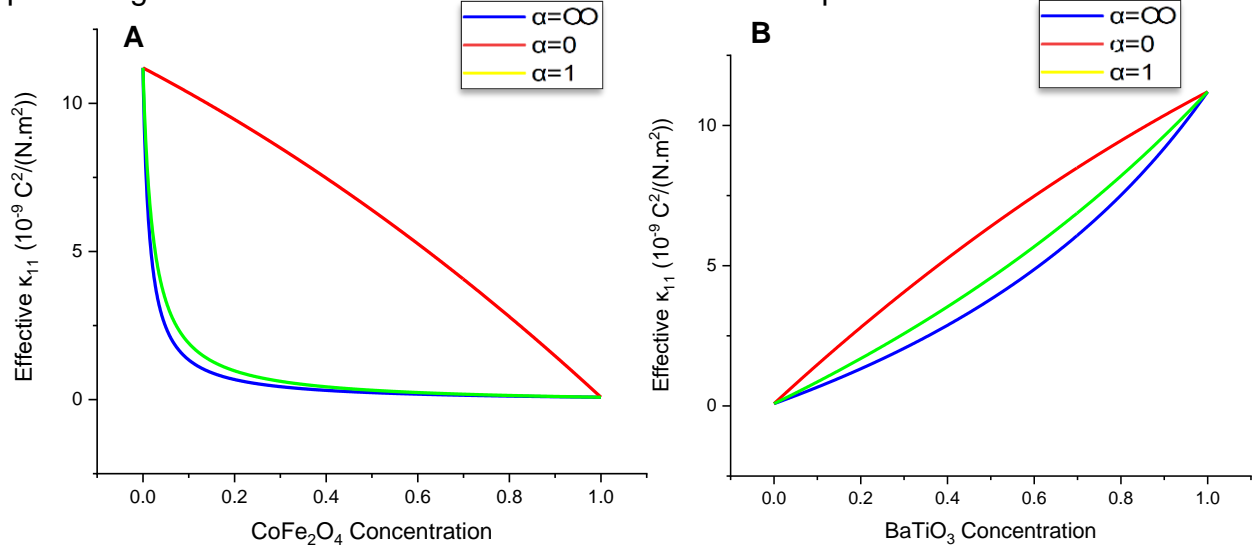 α=∞
α=0
α=1
A
Effective κ₁₁ (10⁻⁹ C²/(N.m²))
10
5
0
0.0 0.2 0.4 0.6 0.8 1.0
CoFe₂O₄ Concentration
α=∞
α=0
α=1
B
Effective κ₁₁ (10⁻⁹ C²/(N.m²))
10
5
0
0.0 0.2 0.4 0.6 0.8 1.0
BaTiO₃ Concentration